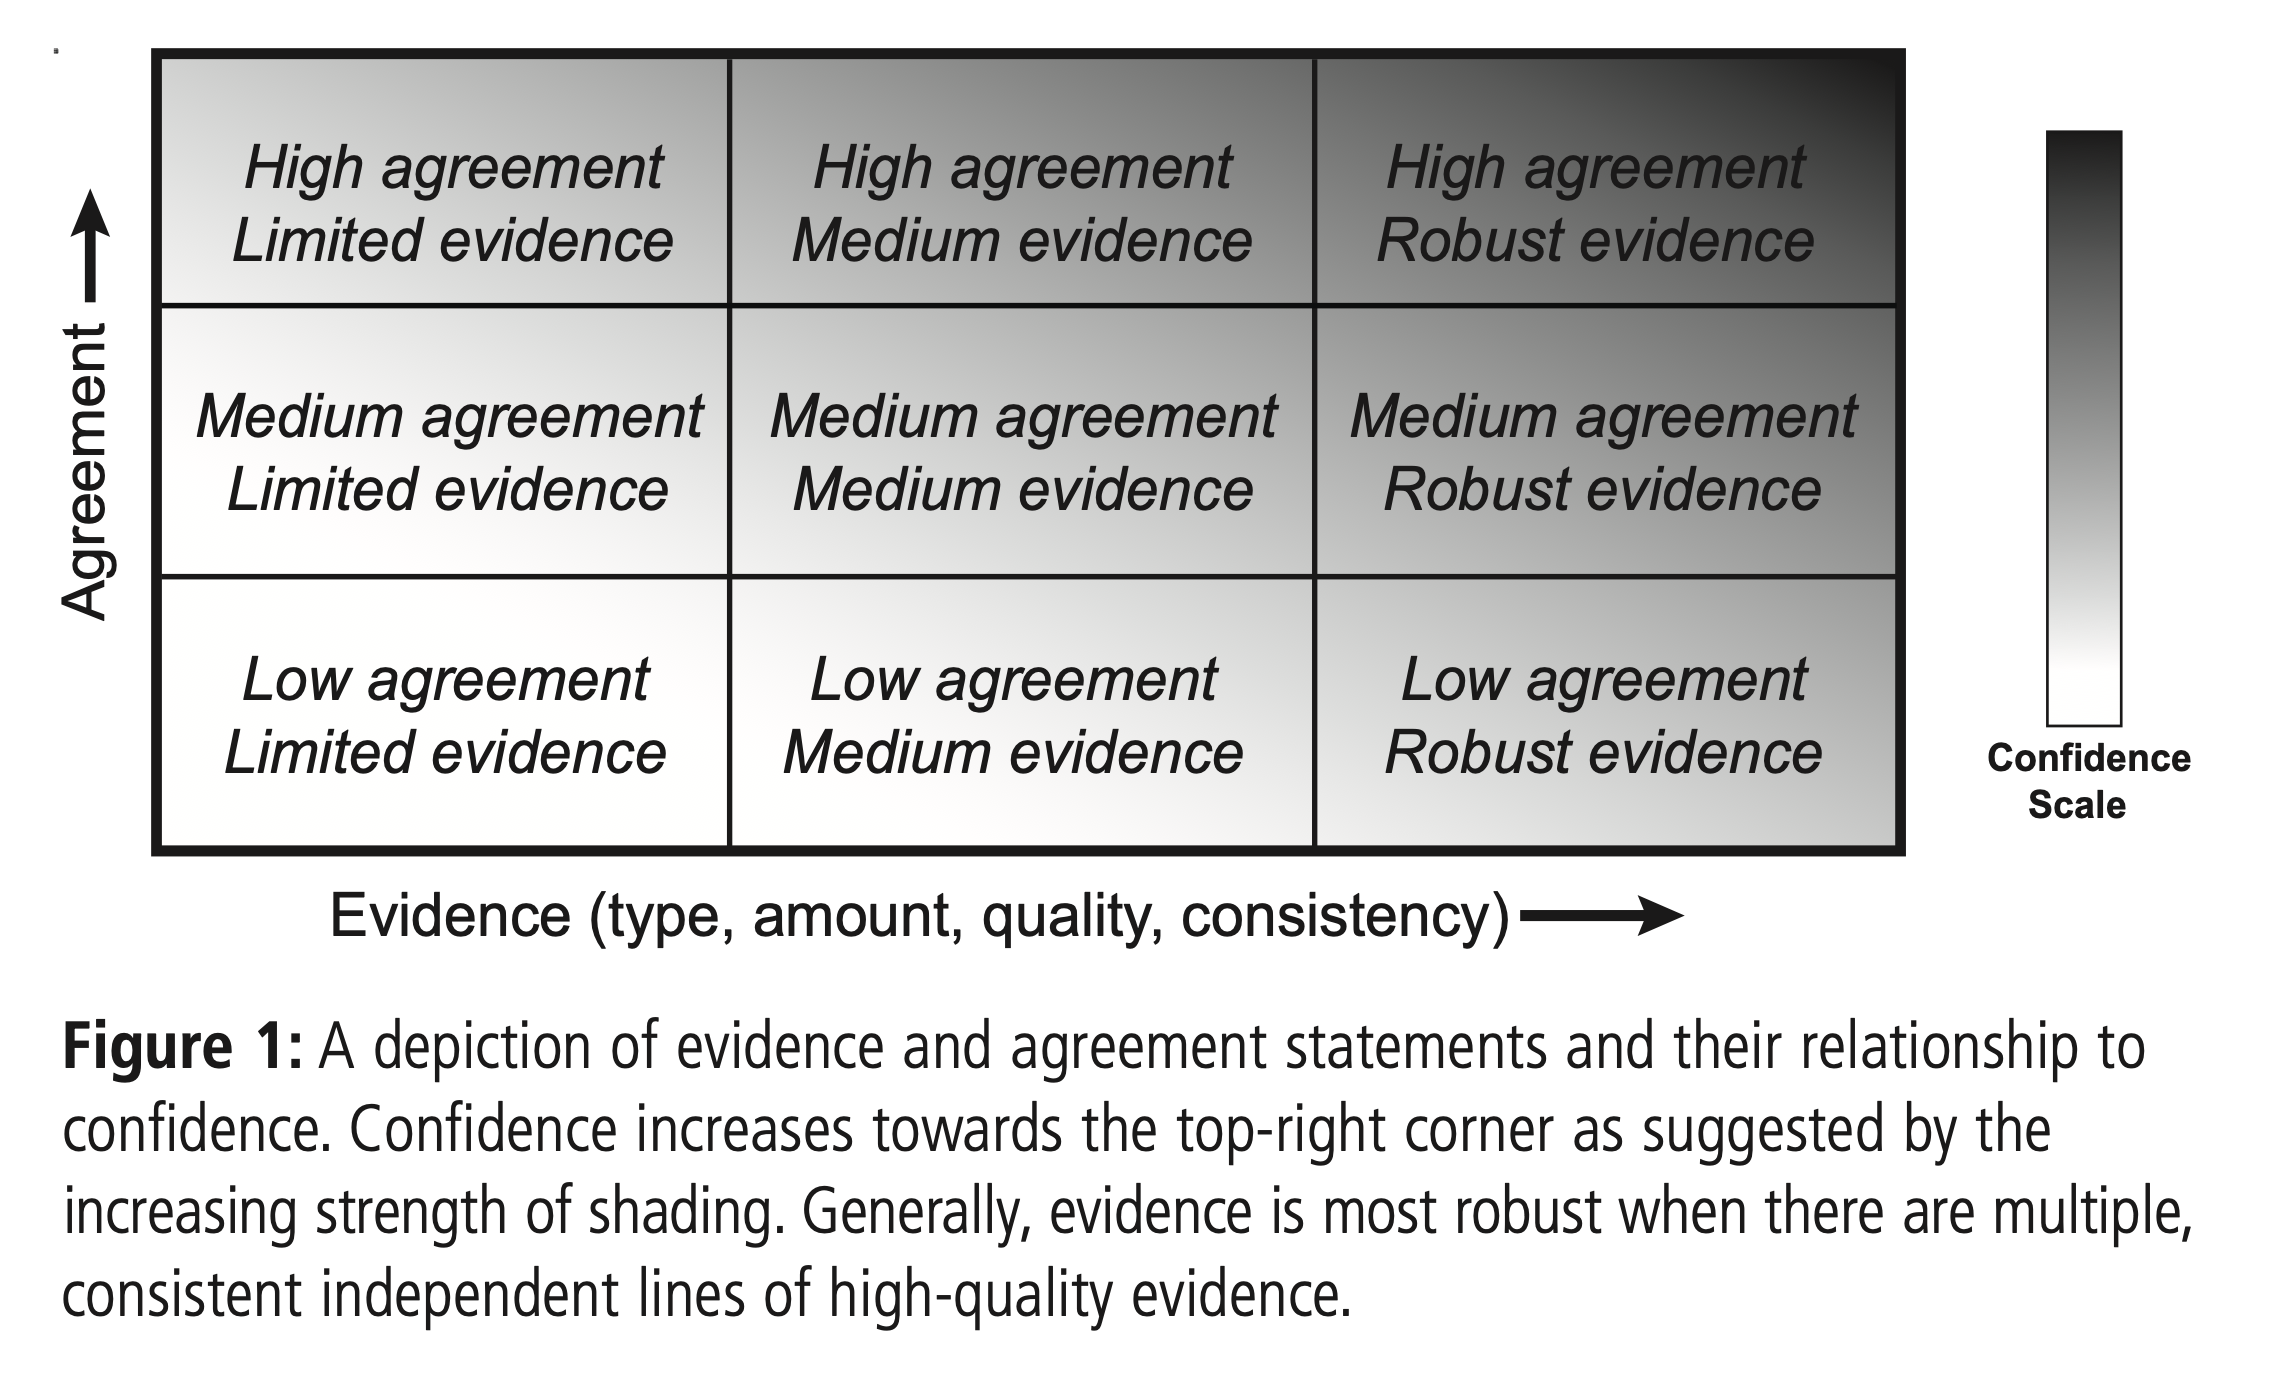 High agreement
Limited evidence
High agreement
Medium evidence
High agreement
Robust evidence
Agreement
Medium agreement
Limited evidence
Medium agreement
Medium evidence
Medium agreement
Robust evidence
Low agreement
Limited evidence
Low agreement
Medium evidence
Low agreement
Robust evidence
Confidence
Scale
Evidence (type, amount, quality, consistency)
Figure 1: A depiction of evidence and agreement statements and their relationship to
confidence. Confidence increases towards the top-right corner as suggested by the
increasing strength of shading. Generally, evidence is most robust when there are multiple,
consistent independent lines of high-quality evidence.